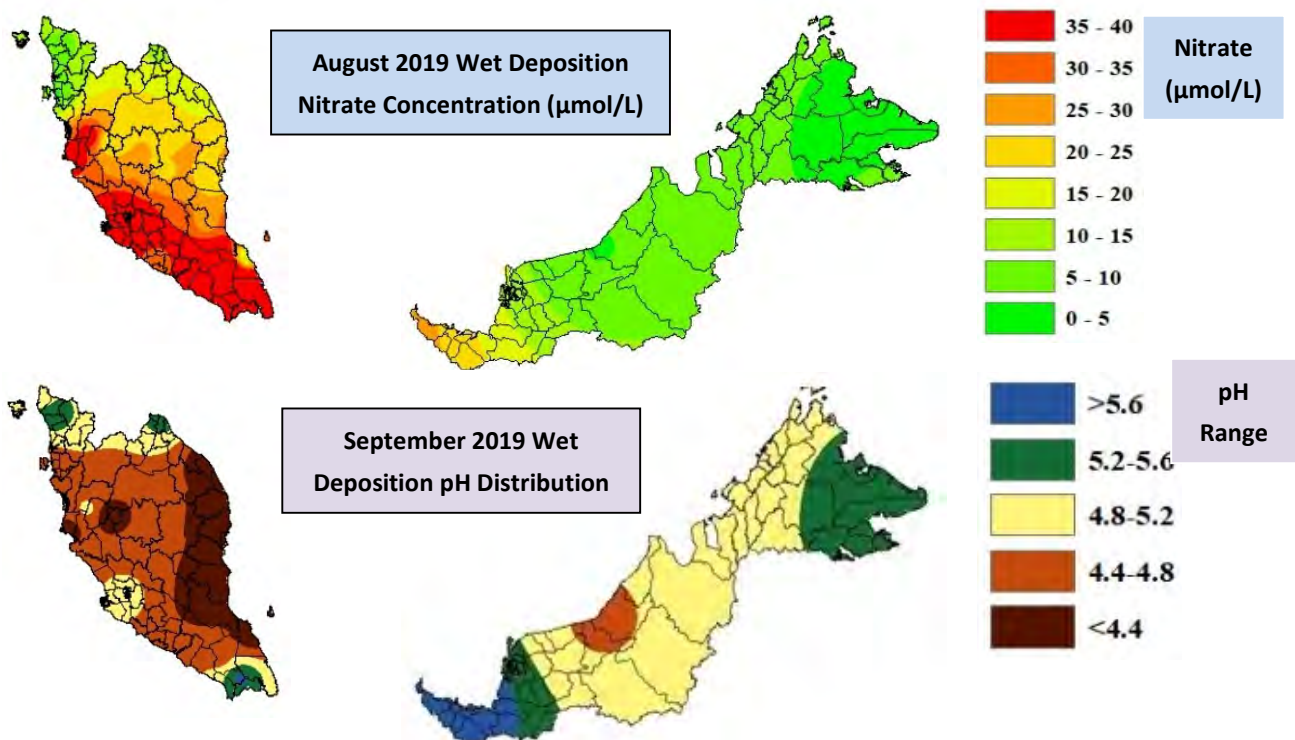 August 2019 Wet Deposition
Nitrate Concentration (µmol/L)
35 - 40
30 - 35
25 - 30
20 - 25
15 - 20
10 - 15
5 - 10
0 - 5
Nitrate
(µmol/L)
September 2019 Wet
Deposition pH Distribution
>5.6
5.2-5.6
4.8-5.2
4.4-4.8
<4.4
pH
Range